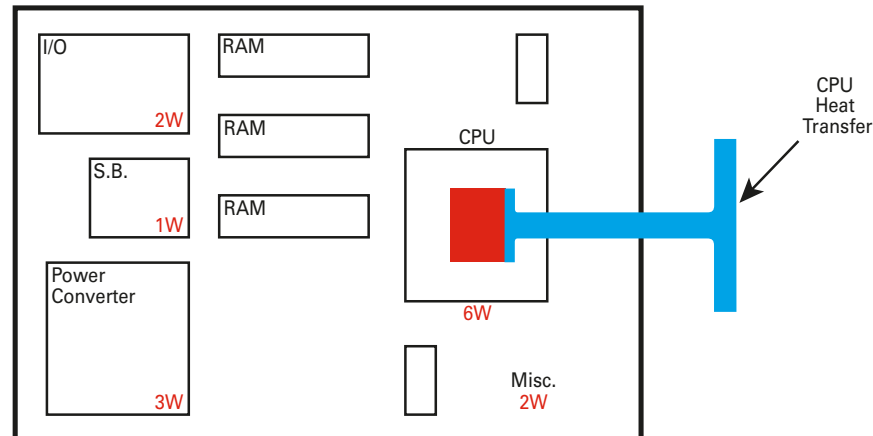 I/O
2W
RAM
RAM
RAM
S.B.
1W
Power
Converter
3W
CPU
6W
Misc.
2W
CPU
Heat
Transfer